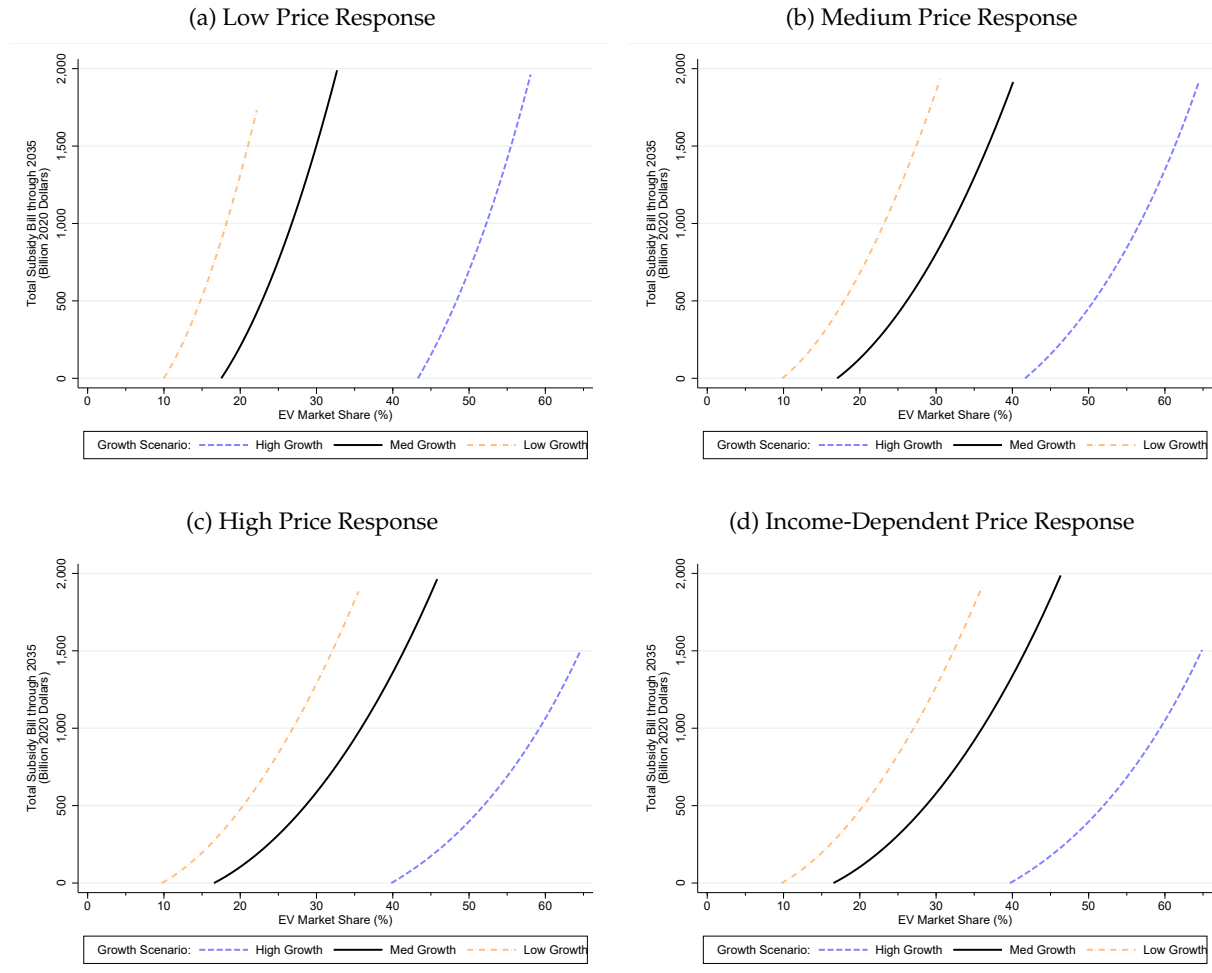 (a) Low Price Response
Total Subsidy Bill through 2035
(Billion 2020 Dollars)
2,000
1,500
1,000
500
0
0 10 20 30 40 50 60
EV Market Share (%)
Growth Scenario: High Growth Med Growth Low Growth
(b) Medium Price Response
Total Subsidy Bill through 2035
(Billion 2020 Dollars)
2,000
1,500
1,000
500
0
0 10 20 30 40 50 60
EV Market Share (%)
Growth Scenario: High Growth Med Growth Low Growth
(c) High Price Response
Total Subsidy Bill through 2035
(Billion 2020 Dollars)
2,000
1,500
1,000
500
0
0 10 20 30 40 50 60
EV Market Share (%)
Growth Scenario: High Growth Med Growth Low Growth
(d) Income-Dependent Price Response
Total Subsidy Bill through 2035
(Billion 2020 Dollars)
2,000
1,500
1,000
500
0
0 10 20 30 40 50 60
EV Market Share (%)
Growth Scenario: High Growth Med Growth Low Growth